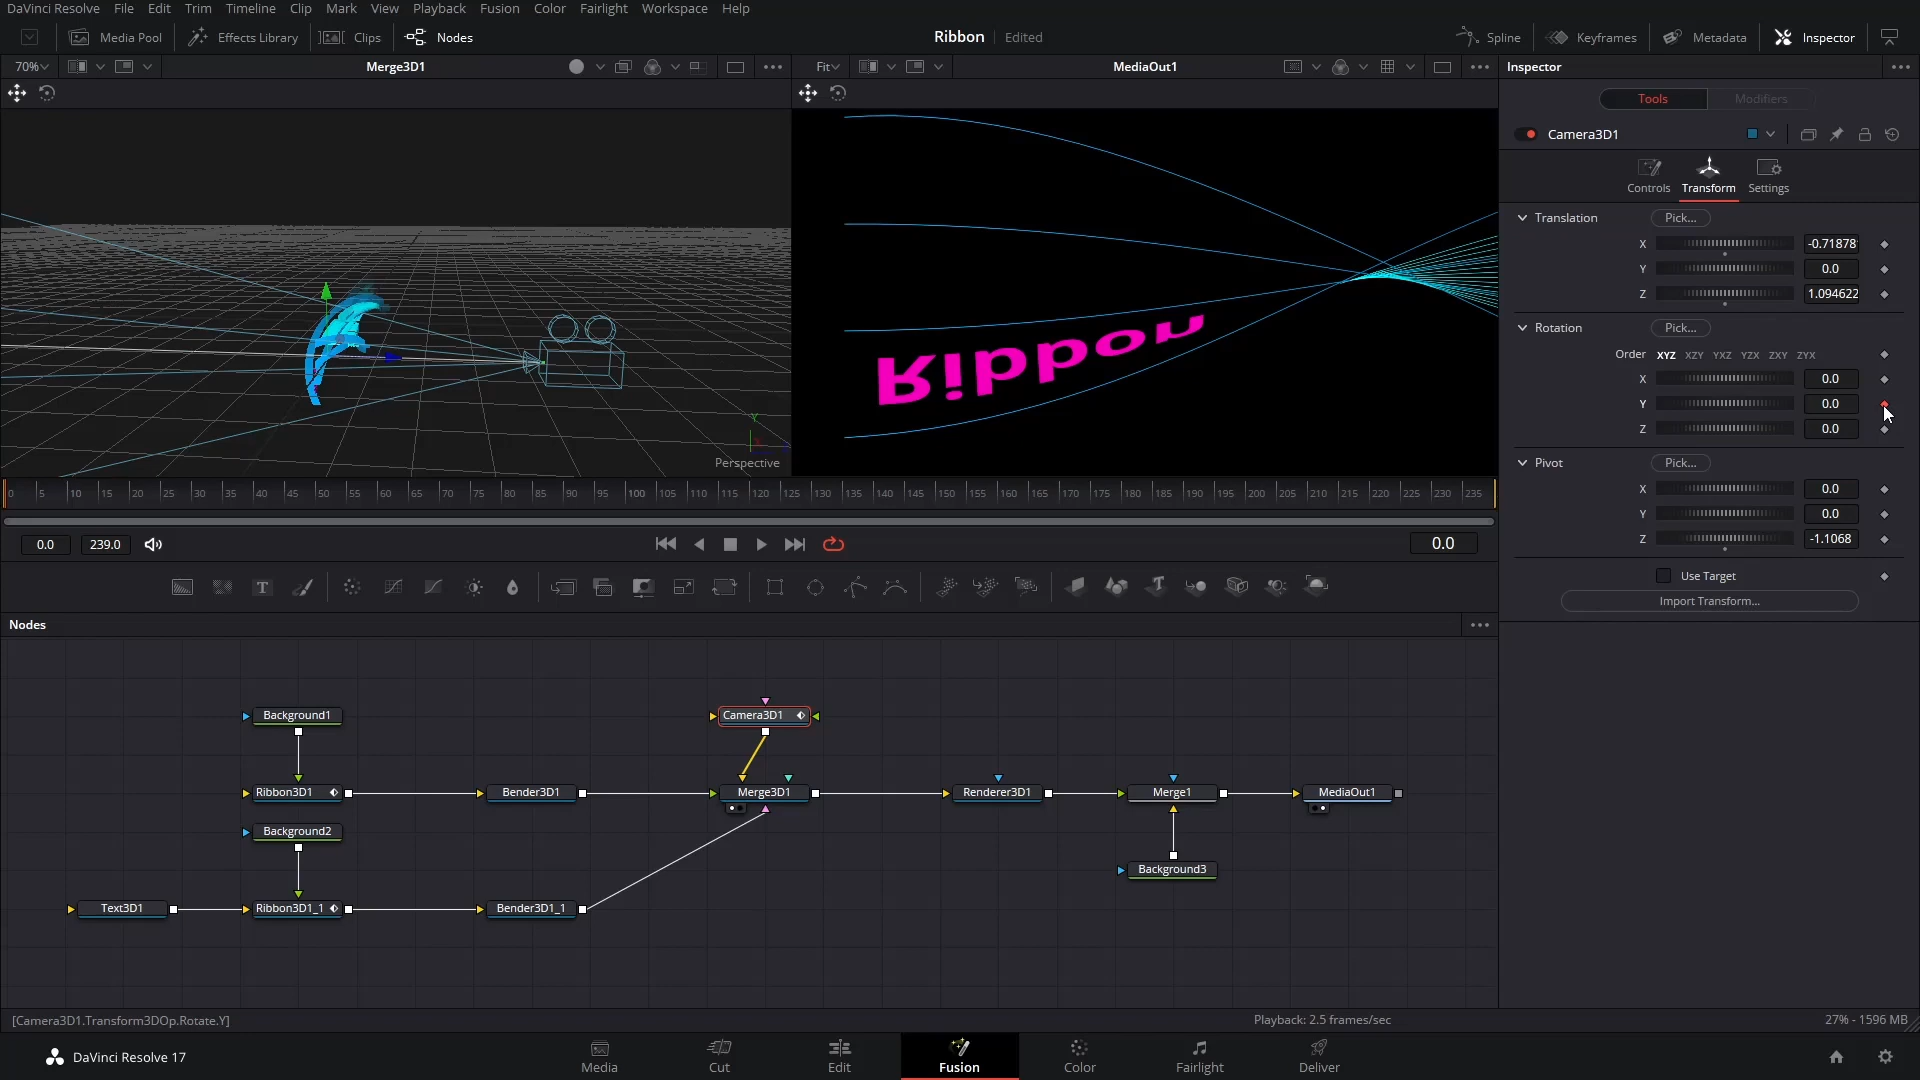 DaVinci Resolve File Edit Trim Timeline Clip Mark View Playback Fusion Color Fairlight Workspace Help
Media Pool Effects Library Clips Nodes Ribbon Edited Spline Keyframes Metadata Inspector
70% Merge3D1 Fit MediaOut1 Inspector
Tools Modifiers
Camera3D1
Controls Transform Settings
Translation Pick...
X -0.71878
Y 0.0
Z 1.094622
Rotation Pick...
Order XYZ XZY YXZ YZX ZXY ZYX
X 0.0
Y 0.0
Z 0.0
Pivot Pick...
X 0.0
Y 0.0
Z -1.1068
Use Target
Import Transform...
Ribbon
Y
Perspective
0 5 10 15 20 25 30 35 40 45 50 55 60 65 70 75 80 85 90 95 100 105 110 115 120 125 130 135 140 145 150 155 160 165 170 175 180 185 190 195 200 205 210 215 220 225 230 235
0.0 239.0 0.0
Nodes
Background1 Camera3D1
Ribbon3D1 Bender3D1 Merge3D1 Renderer3D1 Merge1 MediaOut1
Background2
Background3
Text3D1 Ribbon3D1_1 Bender3D1_1
[Camera3D1.Transform3DOp.Rotate.Y] Playback: 2.5 frames/sec 27% - 1596 MB
DaVinci Resolve 17 Media Cut Edit Fusion Color Fairlight Deliver